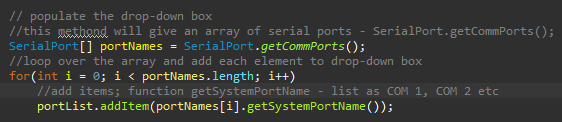 // populate the drop-down box
//this methond will give an array of serial ports - SerialPort.getCommPorts();
SerialPort[] portNames = SerialPort.getCommPorts();
//loop over the array and add each element to drop-down box
for(int i = 0; i < portNames.length; i++)
//add items; function getSystemPortName - list as COM 1, COM 2 etc
portList.addItem(portNames[i].getSystemPortName());